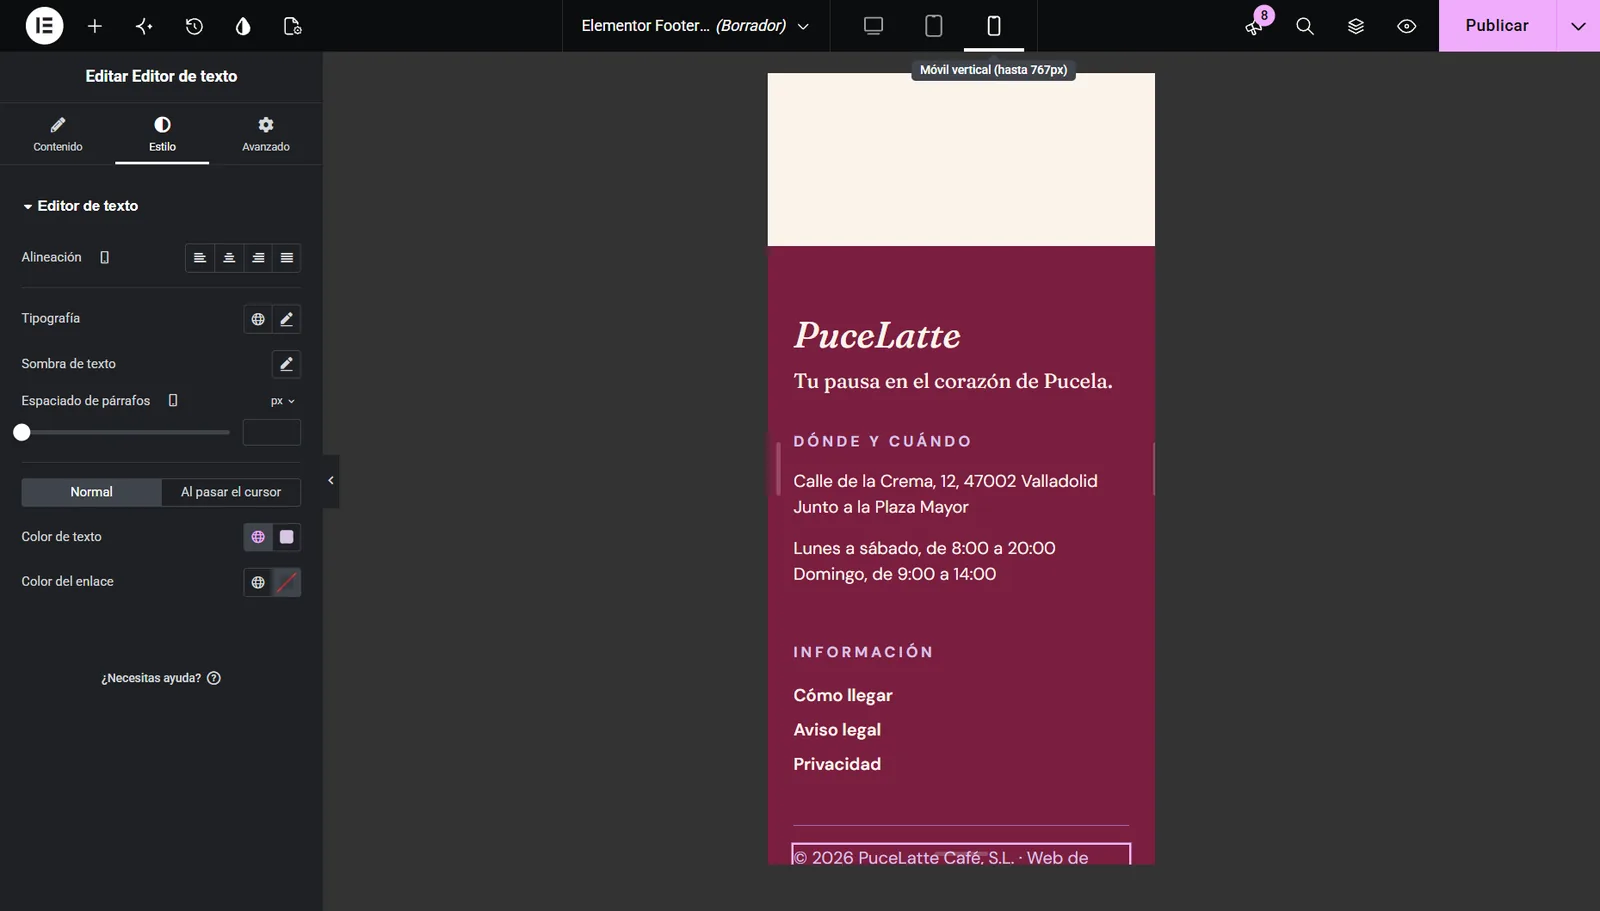 Elementor Footer... (Borrador)
8
Publicar
Editar Editor de texto
Móvil vertical (hasta 767px)
Contenido
Estilo
Avanzado
Editor de texto
Alineación
Tipografía
Sombra de texto
Espaciado de párrafos
px
Normal
Al pasar el cursor
Color de texto
Color del enlace
¿Necesitas ayuda?
PuceLatte
Tu pausa en el corazón de Pucela.
DÓNDE Y CUÁNDO
Calle de la Crema, 12, 47002 Valladolid
Junto a la Plaza Mayor
Lunes a sábado, de 8:00 a 20:00
Domingo, de 9:00 a 14:00
INFORMACIÓN
Cómo llegar
Aviso legal
Privacidad
© 2026 PuceLatte Café, S.L. · Web de